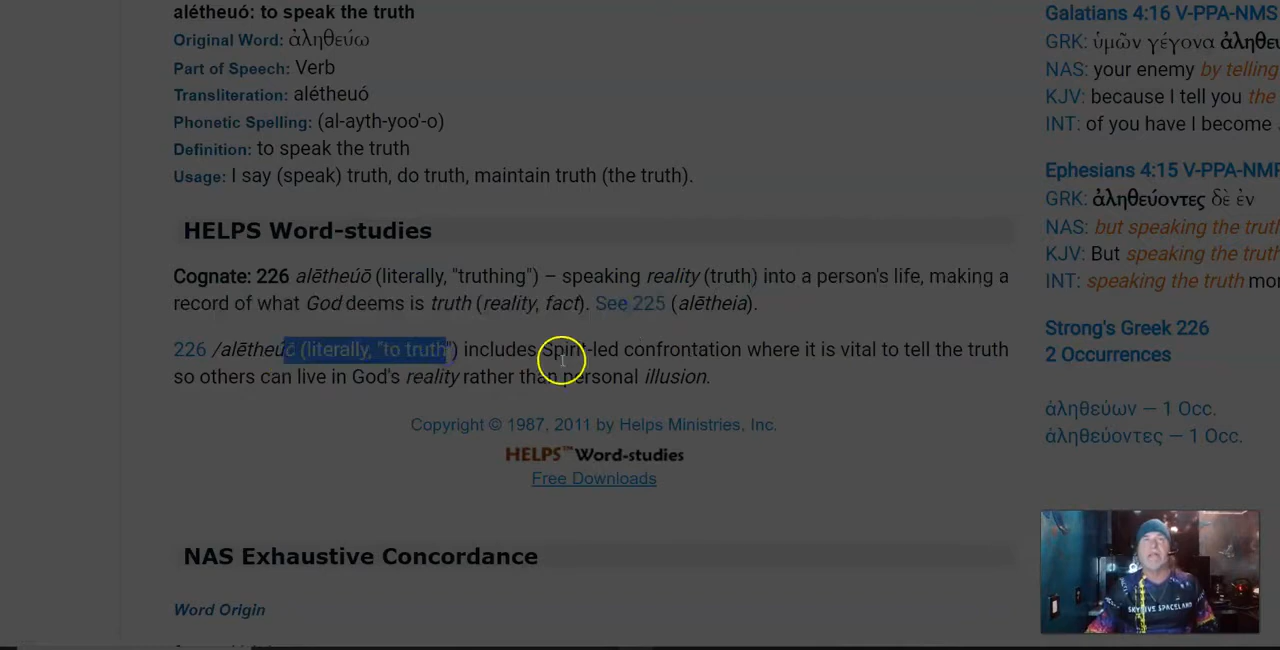 alétheuó: to speak the truth
Original Word: ἀληθεύω
Part of Speech: Verb
Transliteration: alétheuó
Phonetic Spelling: (al-ayth-yoo'-o)
Definition: to speak the truth
Usage: I say (speak) truth, do truth, maintain truth (the truth).
HELPS Word-studies
Cognate: 226 alētheúō (literally, "truthing") – speaking reality (truth) into a person's life, making a
record of what God deems is truth (reality, fact). See 225 (alētheia).
226 /alētheúō (literally, "to truth") includes Spirit-led confrontation where it is vital to tell the truth
so others can live in God's reality rather than personal illusion.
Copyright © 1987, 2011 by Helps Ministries, Inc.
HELPS™ Word-studies
Free Downloads
NAS Exhaustive Concordance
Word Origin
Galatians 4:16 V-PPA-NMS
GRK: ὑμῶν γέγονα ἀληθεύ
NAS: your enemy by telling
KJV: because I tell you the
INT: of you have I become
Ephesians 4:15 V-PPA-NMP
GRK: ἀληθεύοντες δὲ ἐν
NAS: but speaking the truth
KJV: But speaking the truth
INT: speaking the truth mor
Strong's Greek 226
2 Occurrences
ἀληθεύων — 1 Occ.
ἀληθεύοντες — 1 Occ.
SKYDIVE SPACELAND